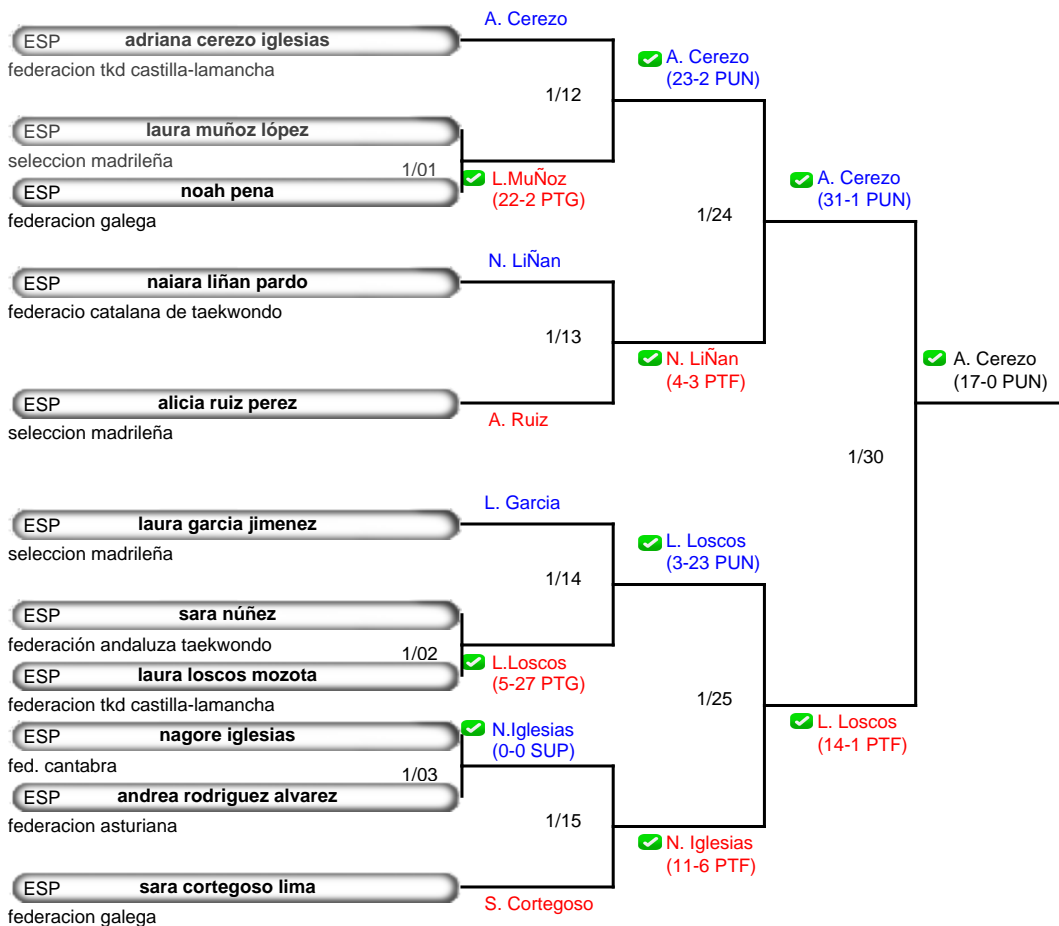 A. Cerezo
ESP adriana cerezo iglesias
federacion tkd castilla-lamancha
A. Cerezo
(23-2 PUN)
1/12
ESP laura muñoz lópez
seleccion madrileña
1/01
ESP noah pena
federacion galega
L.MuÑoz
(22-2 PTG)
A. Cerezo
(31-1 PUN)
1/24
N. LiÑan
ESP naiara liñan pardo
federacio catalana de taekwondo
1/13
N. LiÑan
(4-3 PTF)
A. Cerezo
(17-0 PUN)
ESP alicia ruiz perez
seleccion madrileña
A. Ruiz
1/30
L. Garcia
ESP laura garcia jimenez
seleccion madrileña
L. Loscos
(3-23 PUN)
1/14
ESP sara núñez
federación andaluza taekwondo
1/02
ESP laura loscos mozota
federacion tkd castilla-lamancha
L.Loscos
(5-27 PTG)
1/25
L. Loscos
(14-1 PTF)
ESP nagore iglesias
fed. cantabra
N.Iglesias
(0-0 SUP)
1/03
ESP andrea rodriguez alvarez
federacion asturiana
1/15
N. Iglesias
(11-6 PTF)
ESP sara cortegoso lima
federacion galega
S. Cortegoso